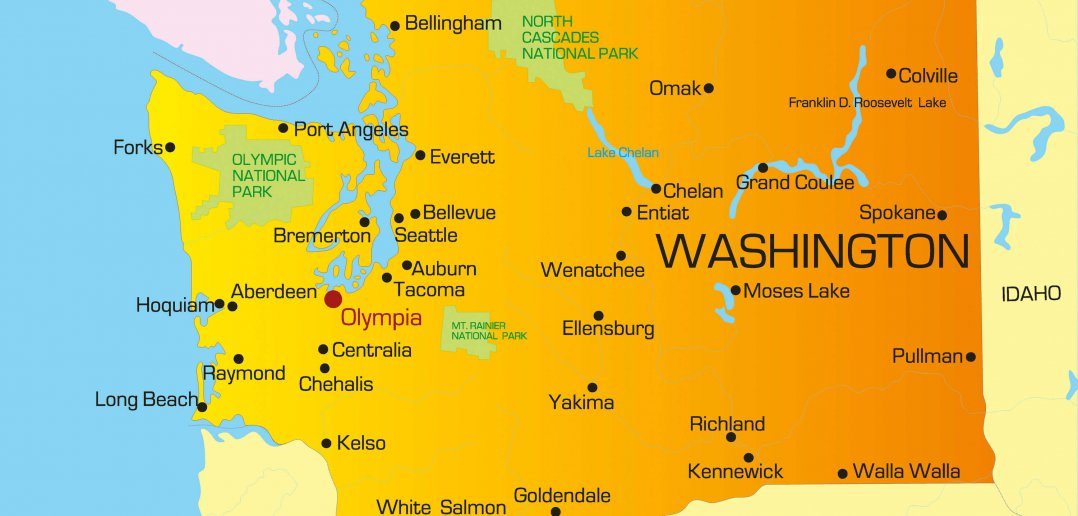 Bellingham
NORTH
CASCADES
NATIONAL PARK
Omak
Colville
Franklin D. Roosevelt Lake
Port Angeles
Forks
OLYMPIC
NATIONAL
PARK
Everett
Lake Chelan
Chelan
Grand Coulee
Entiat
Spokane
Bellevue
Seattle
Bremerton
WASHINGTON
Auburn
Tacoma
Wenatchee
Moses Lake
IDAHO
Hoquiam
Aberdeen
Olympia
MT. RAINIER
NATIONAL PARK
Ellensburg
Centralia
Chehalis
Raymond
Pullman
Long Beach
Yakima
Richland
Kelso
Kennewick
Walla Walla
White Salmon
Goldendale